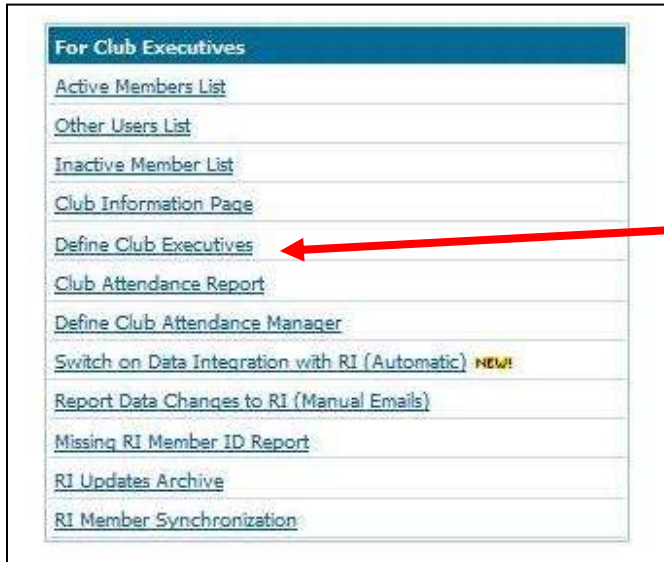 For Club Executives
Active Members List
Other Users List
Inactive Member List
Club Information Page
Define Club Executives
Club Attendance Report
Define Club Attendance Manager
Switch on Data Integration with RI (Automatic) NEW!
Report Data Changes to RI (Manual Emails)
Missing RI Member ID Report
RI Updates Archive
RI Member Synchronization